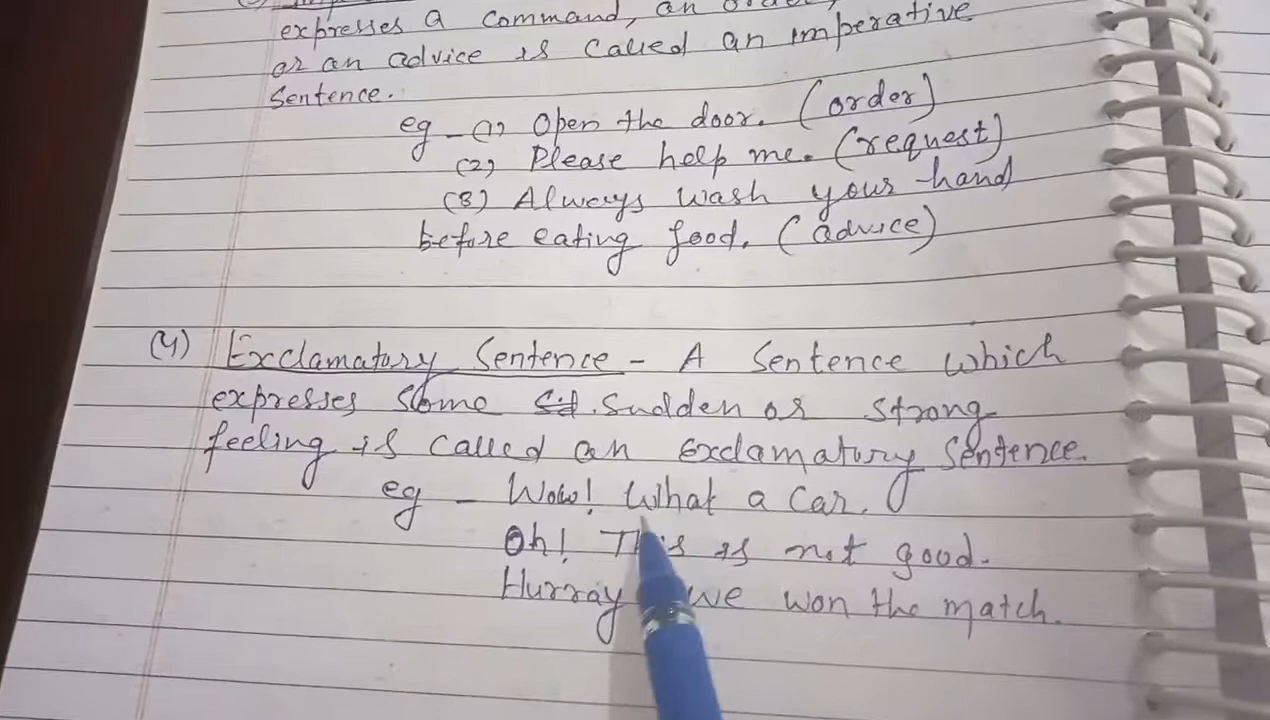 expresses a command, an
or an advice is called an imperative
Sentence.
eg - (1) Open the door. (order)
(2) Please help me. (request)
(3) Always wash your hand
before eating food. (advice)
(4) Exclamatory Sentence - A Sentence which
expresses some sudden or strong
feeling is called an exclamatory sentence.
eg - Wow! What a car.
Oh! This is not good.
Hurray we won the match.